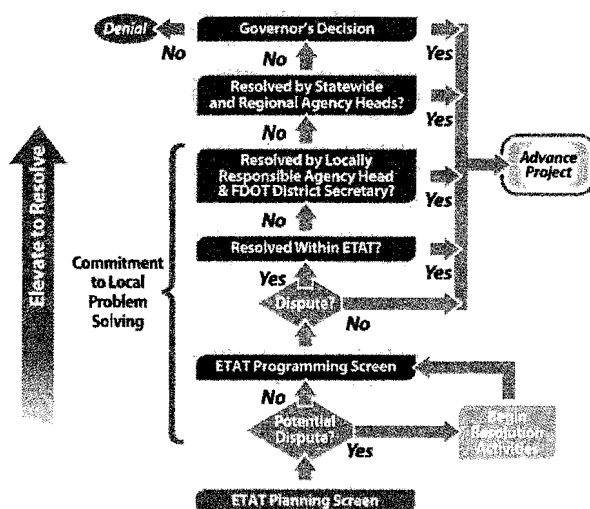 Denial
No
Governor's Decision
Yes
No
Resolved by Statewide
and Regional Agency Heads?
Yes
No
Resolved by Locally
Responsible Agency Head
& FDOT District Secretary?
Yes
Advance
Project
No
Resolved Within ETAT?
Yes
Yes
Dispute?
No
Elevate to Resolve
Commitment
to Local
Problem
Solving
ETAT Programming Screen
No
Potential
Dispute?
Yes
Begin
Resolution
Activities
ETAT Planning Screen